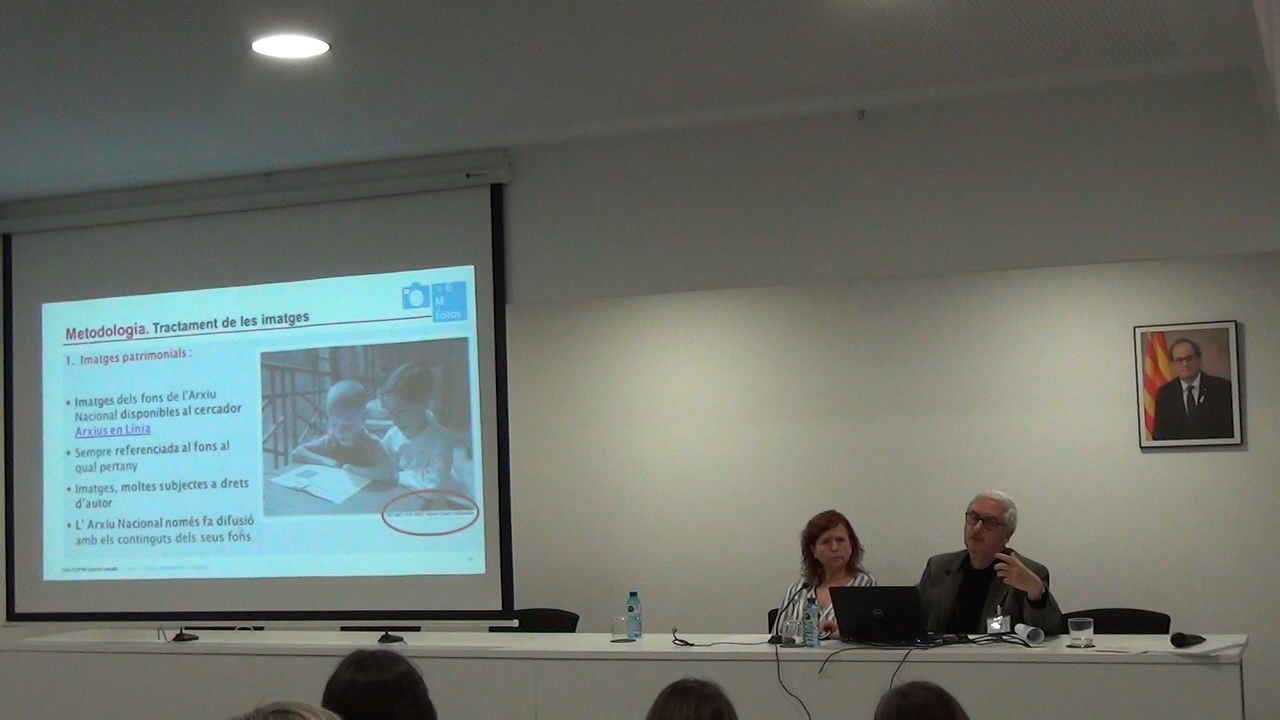 + 6
M
fotos
Metodologia. Tractament de les imatges
1. Imatges patrimonials :
• Imatges dels fons de l'Arxiu
Nacional disponibles al cercador
Arxius en Línia
• Sempre referenciada al fons al
qual pertany
• Imatges, moltes subjectes a drets
d'autor
• L' Arxiu Nacional només fa difusió
amb els continguts dels seus fons